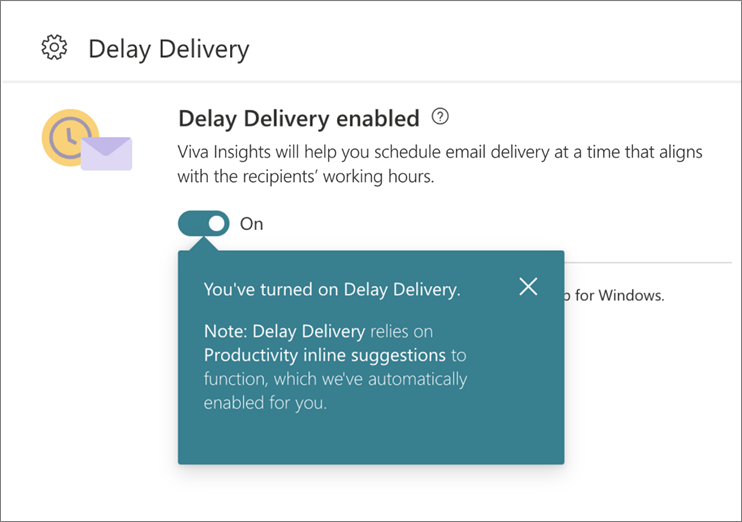 Delay Delivery
Delay Delivery enabled
Viva Insights will help you schedule email delivery at a time that aligns
with the recipients’ working hours.
On
You've turned on Delay Delivery.
for Windows.
Note: Delay Delivery relies on
Productivity inline suggestions to
function, which we've automatically
enabled for you.